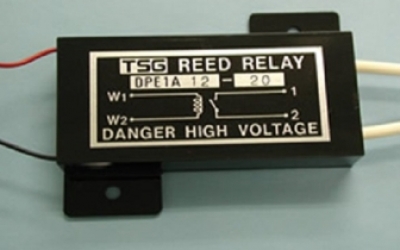 TSG REED RELAY
DPE1A 12 - 20
W1 1
W2 2
DANGER HIGH VOLTAGE